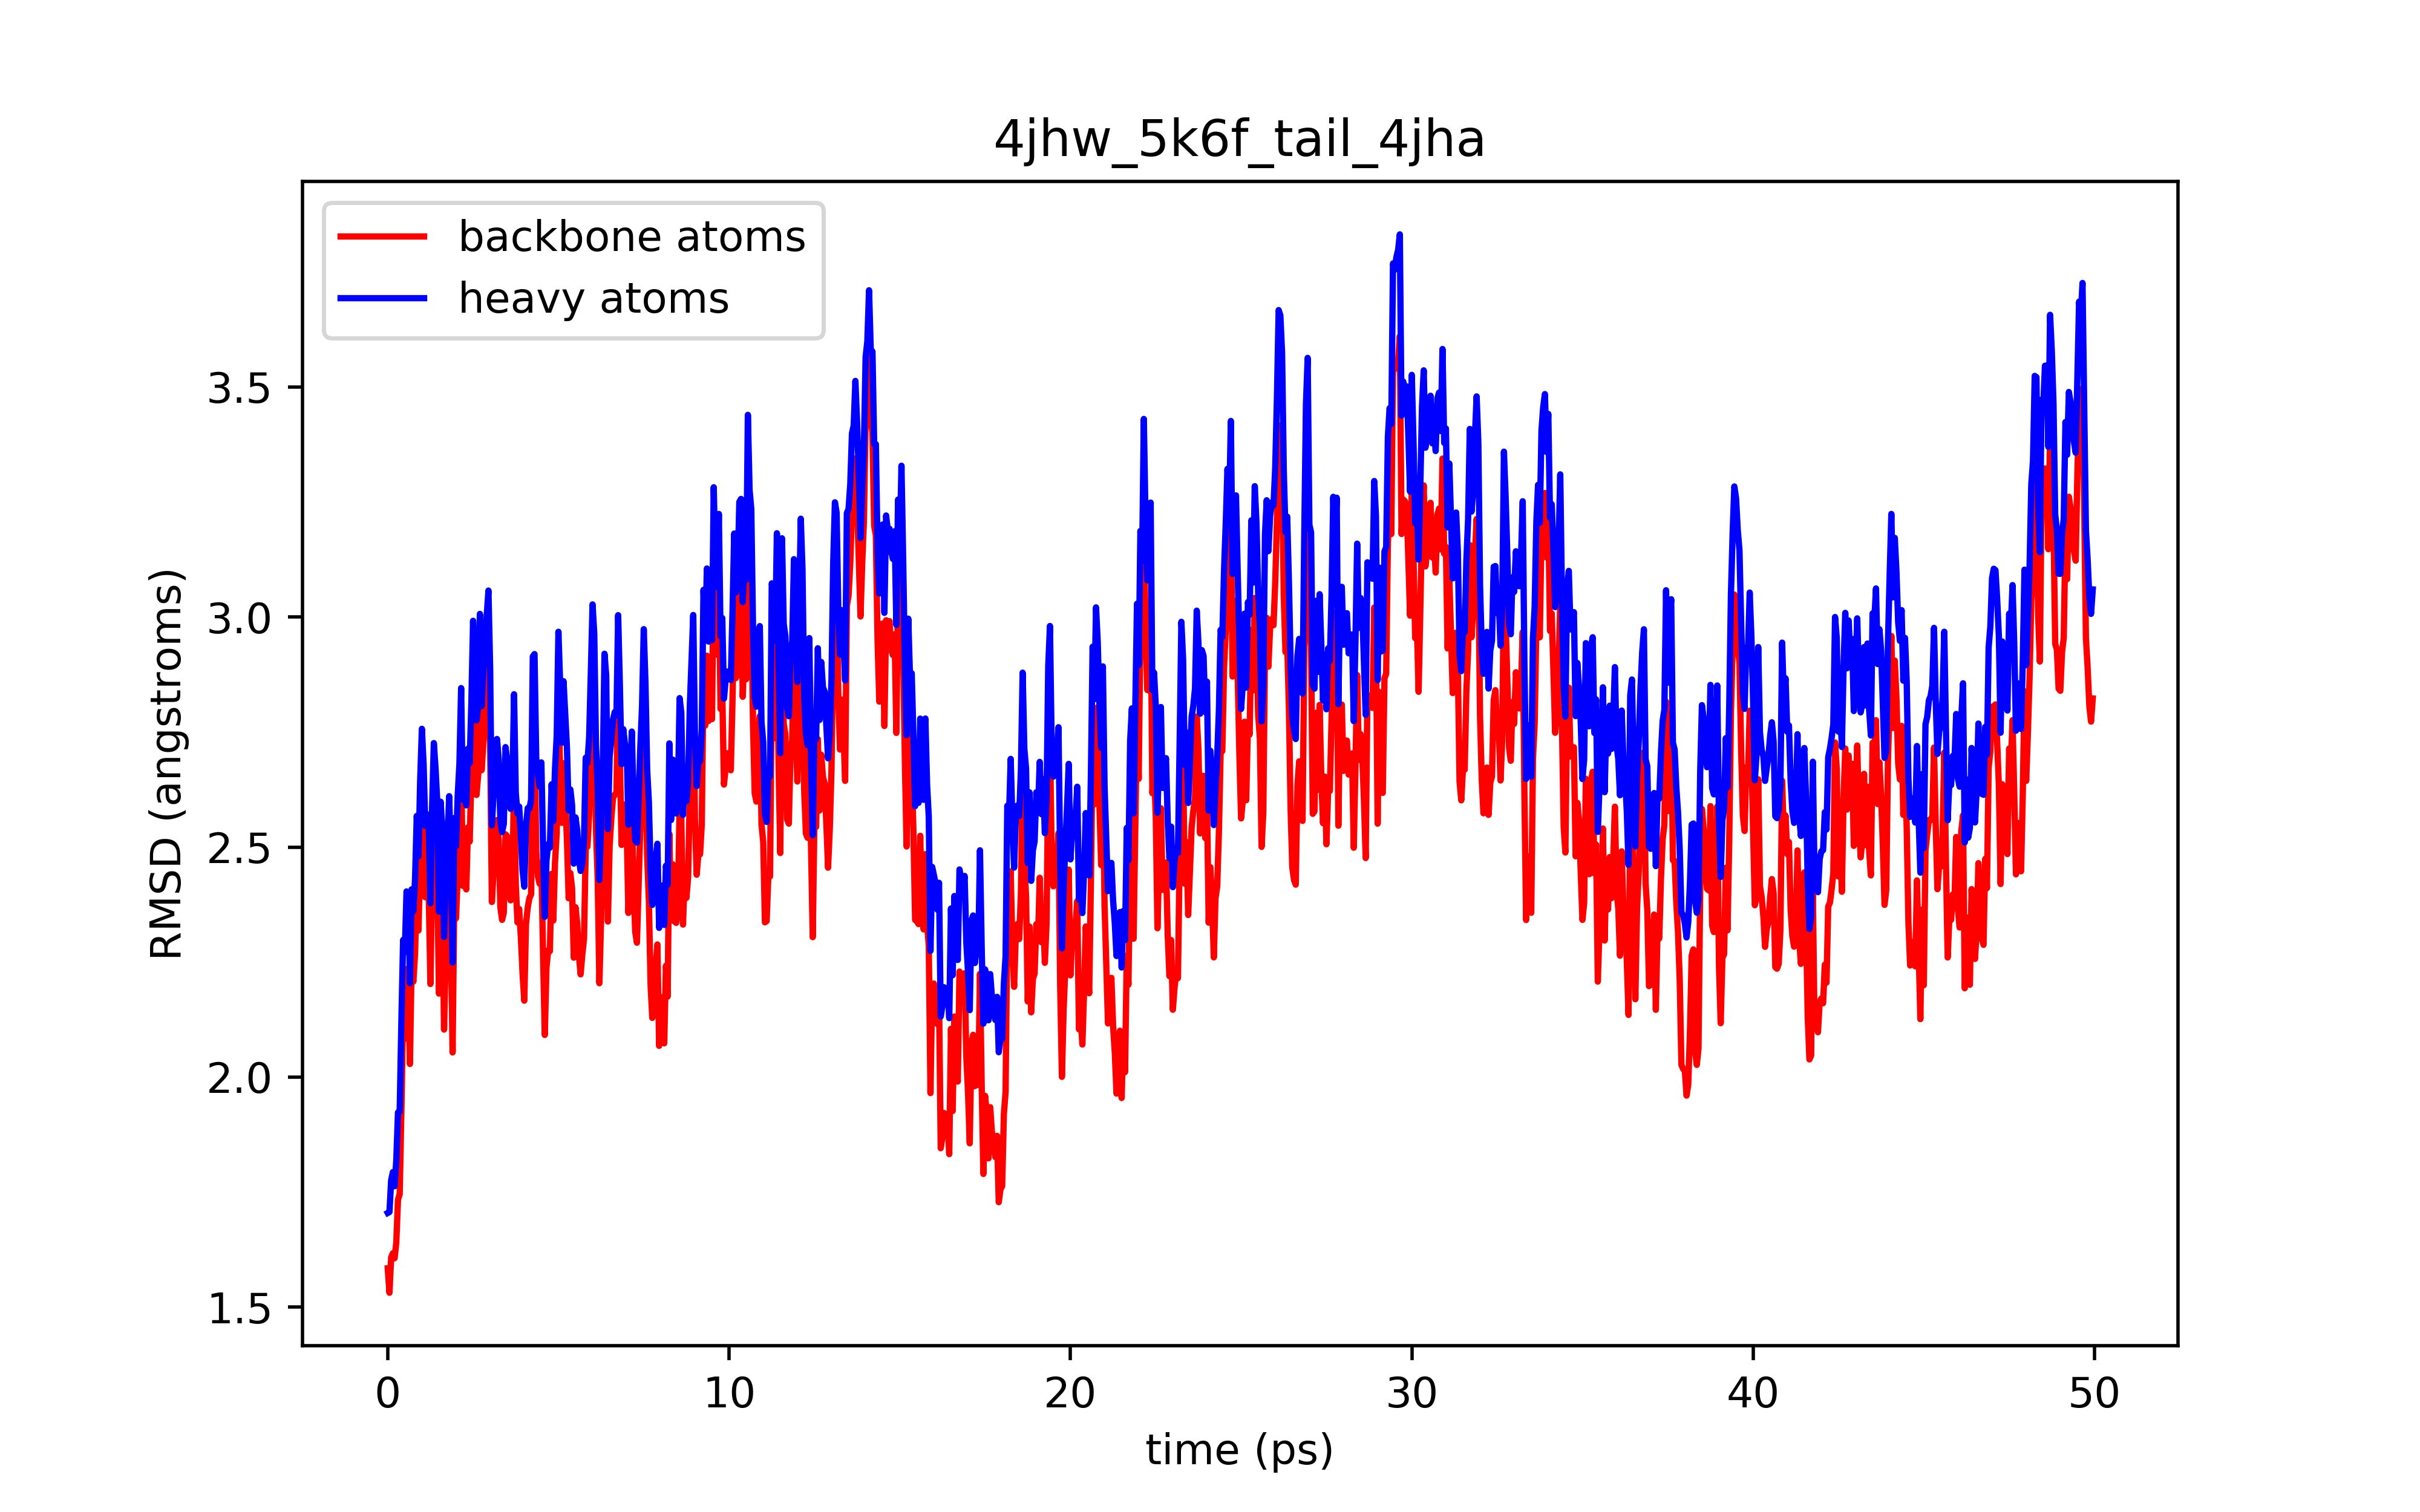 4jhw_5k6f_tail_4jha
backbone atoms
heavy atoms
RMSD (angstroms)
3.5
3.0
2.5
2.0
1.5
0 10 20 30 40 50
time (ps)